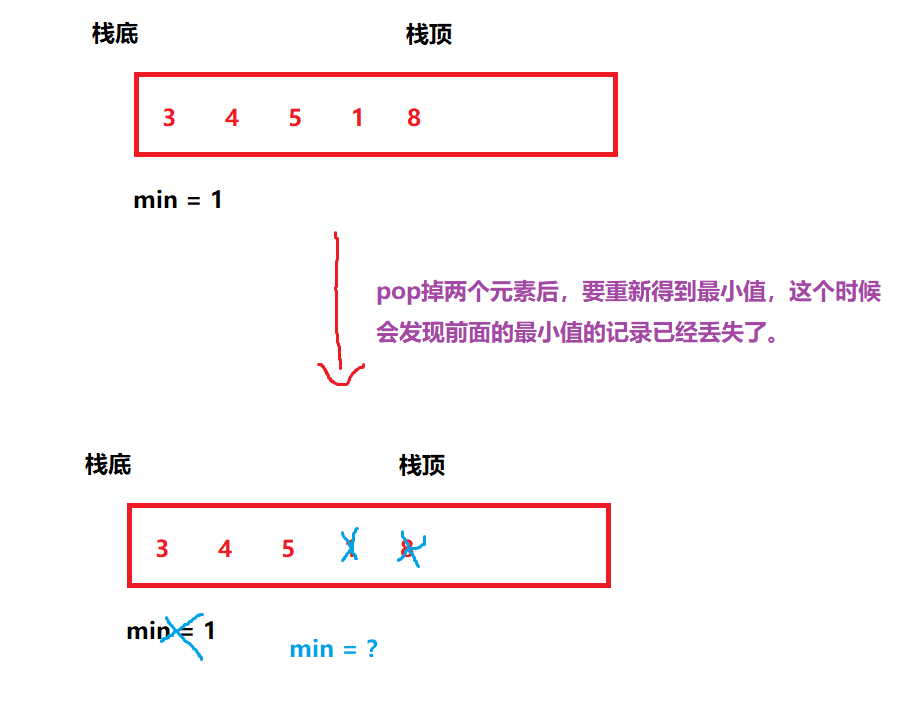 栈底 栈顶
3 4 5 1 8
min = 1
pop掉两个元素后，要重新得到最小值，这个时候
会发现前面的最小值的记录已经丢失了。
栈底 栈顶
3 4 5 1 8
min = 1
min = ?